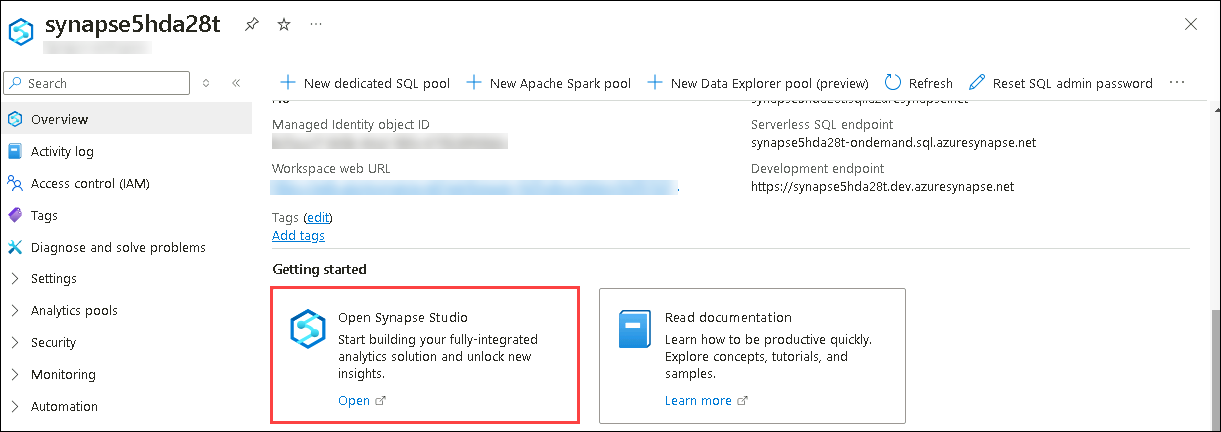 synapse5hda28t
Search
New dedicated SQL pool
New Apache Spark pool
New Data Explorer pool (preview)
Refresh
Reset SQL admin password
Overview
Activity log
Access control (IAM)
Tags
Diagnose and solve problems
Settings
Analytics pools
Security
Monitoring
Automation
Managed Identity object ID
Workspace web URL
Tags (edit)
Add tags
synapse5hda28t.sql.azuresynapse.net
Serverless SQL endpoint
synapse5hda28t-ondemand.sql.azuresynapse.net
Development endpoint
https://synapse5hda28t.dev.azuresynapse.net
Getting started
Open Synapse Studio
Start building your fully-integrated
analytics solution and unlock new
insights.
Open
Read documentation
Learn how to be productive quickly.
Explore concepts, tutorials, and
samples.
Learn more